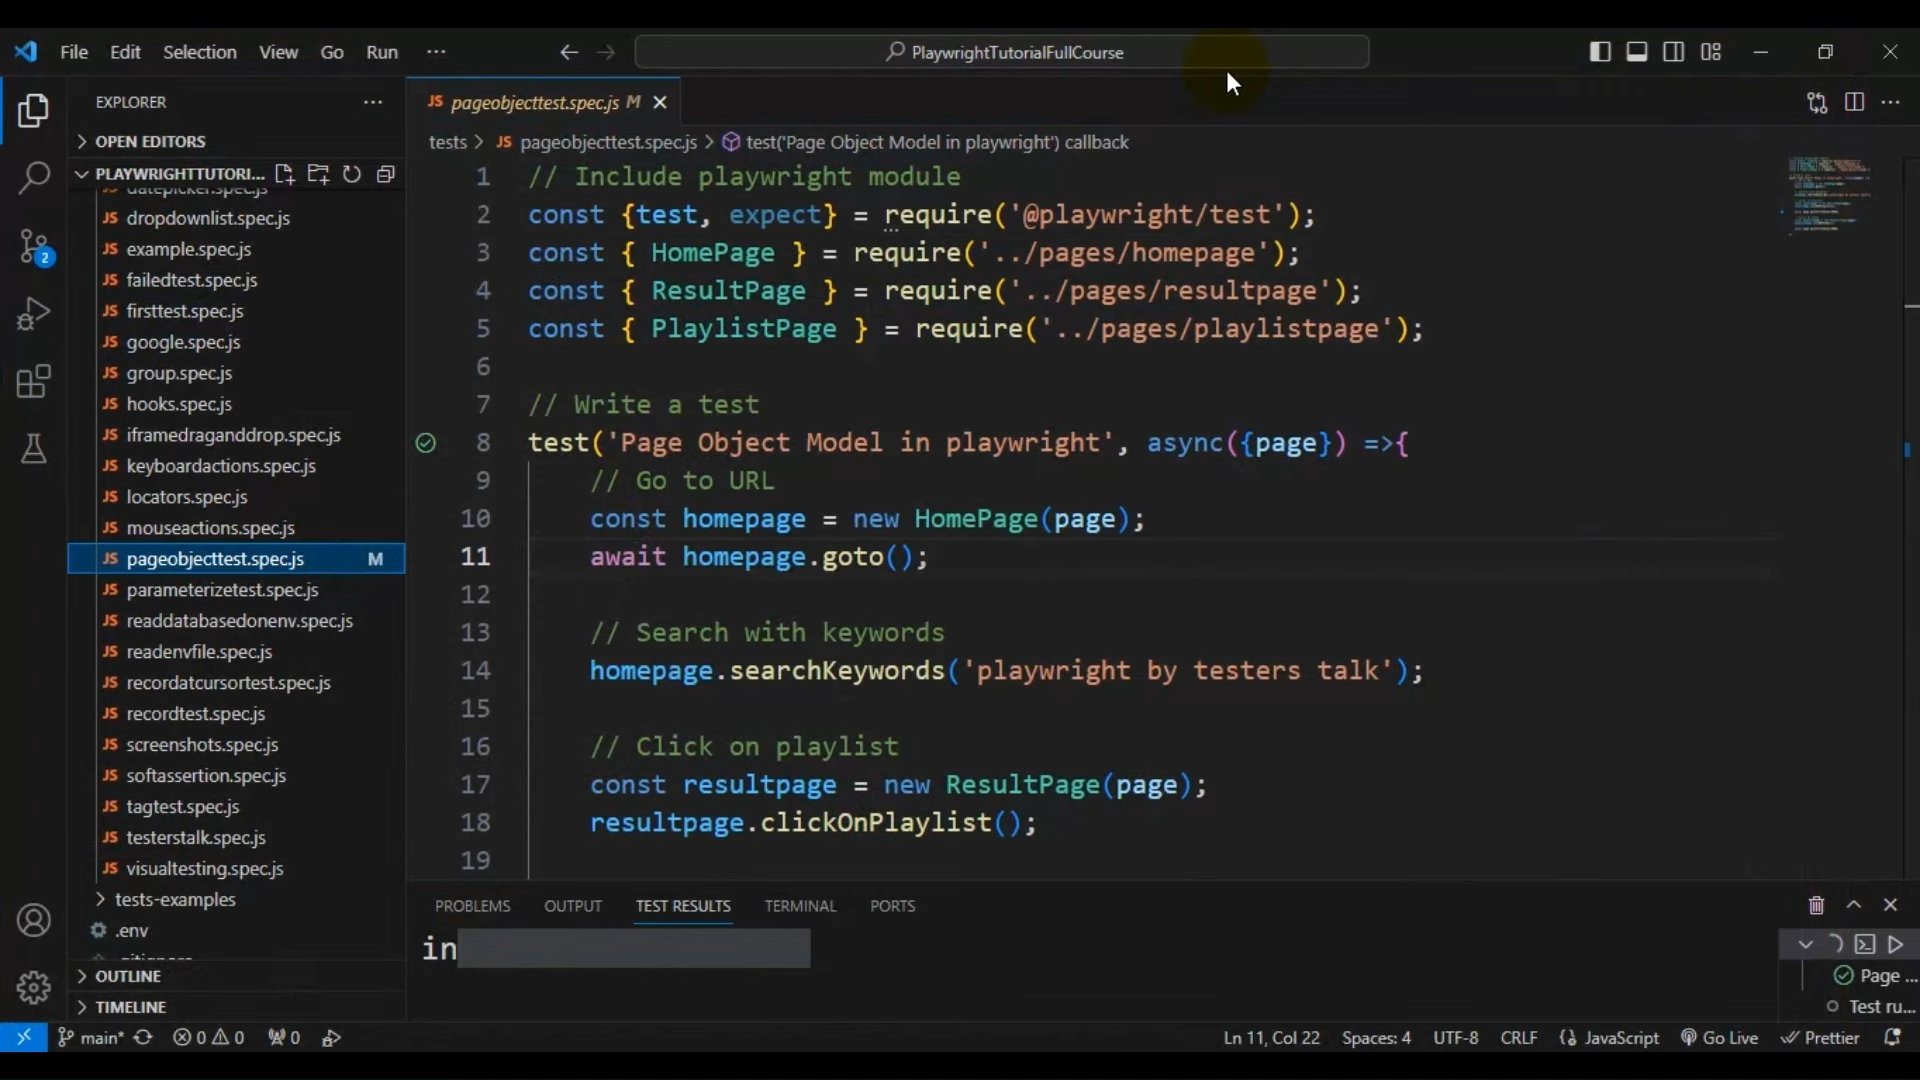 File Edit Selection View Go Run ···
PlaywrightTutorialFullCourse
EXPLORER
OPEN EDITORS
PLAYWRIGHTTUTORI...
dropdownlist.spec.js
example.spec.js
failedtest.spec.js
firsttest.spec.js
google.spec.js
group.spec.js
hooks.spec.js
iframedraganddrop.spec.js
keyboardactions.spec.js
locators.spec.js
mouseactions.spec.js
pageobjecttest.spec.js M
parameterizetest.spec.js
readdatabasedonenv.spec.js
readenvfile.spec.js
recordatcursortest.spec.js
recordtest.spec.js
screenshots.spec.js
softassertion.spec.js
tagtest.spec.js
testerstalk.spec.js
visualtesting.spec.js
tests-examples
.env
OUTLINE
TIMELINE
2
JS pageobjecttest.spec.js M
tests > JS pageobjecttest.spec.js > test('Page Object Model in playwright') callback
1 // Include playwright module
2 const {test, expect} = require('@playwright/test');
3 const { HomePage } = require('../pages/homepage');
4 const { ResultPage } = require('../pages/resultpage');
5 const { PlaylistPage } = require('../pages/playlistpage');
6
7 // Write a test
8 test('Page Object Model in playwright', async({page}) =>{
9 // Go to URL
10 const homepage = new HomePage(page);
11 await homepage.goto();
12
13 // Search with keywords
14 homepage.searchKeywords('playwright by testers talk');
15
16 // Click on playlist
17 const resultpage = new ResultPage(page);
18 resultpage.clickOnPlaylist();
19
PROBLEMS OUTPUT TEST RESULTS TERMINAL PORTS
in
Page ...
Test ru...
main* 0 0 0
Ln 11, Col 22 Spaces: 4 UTF-8 CRLF JavaScript Go Live Prettier